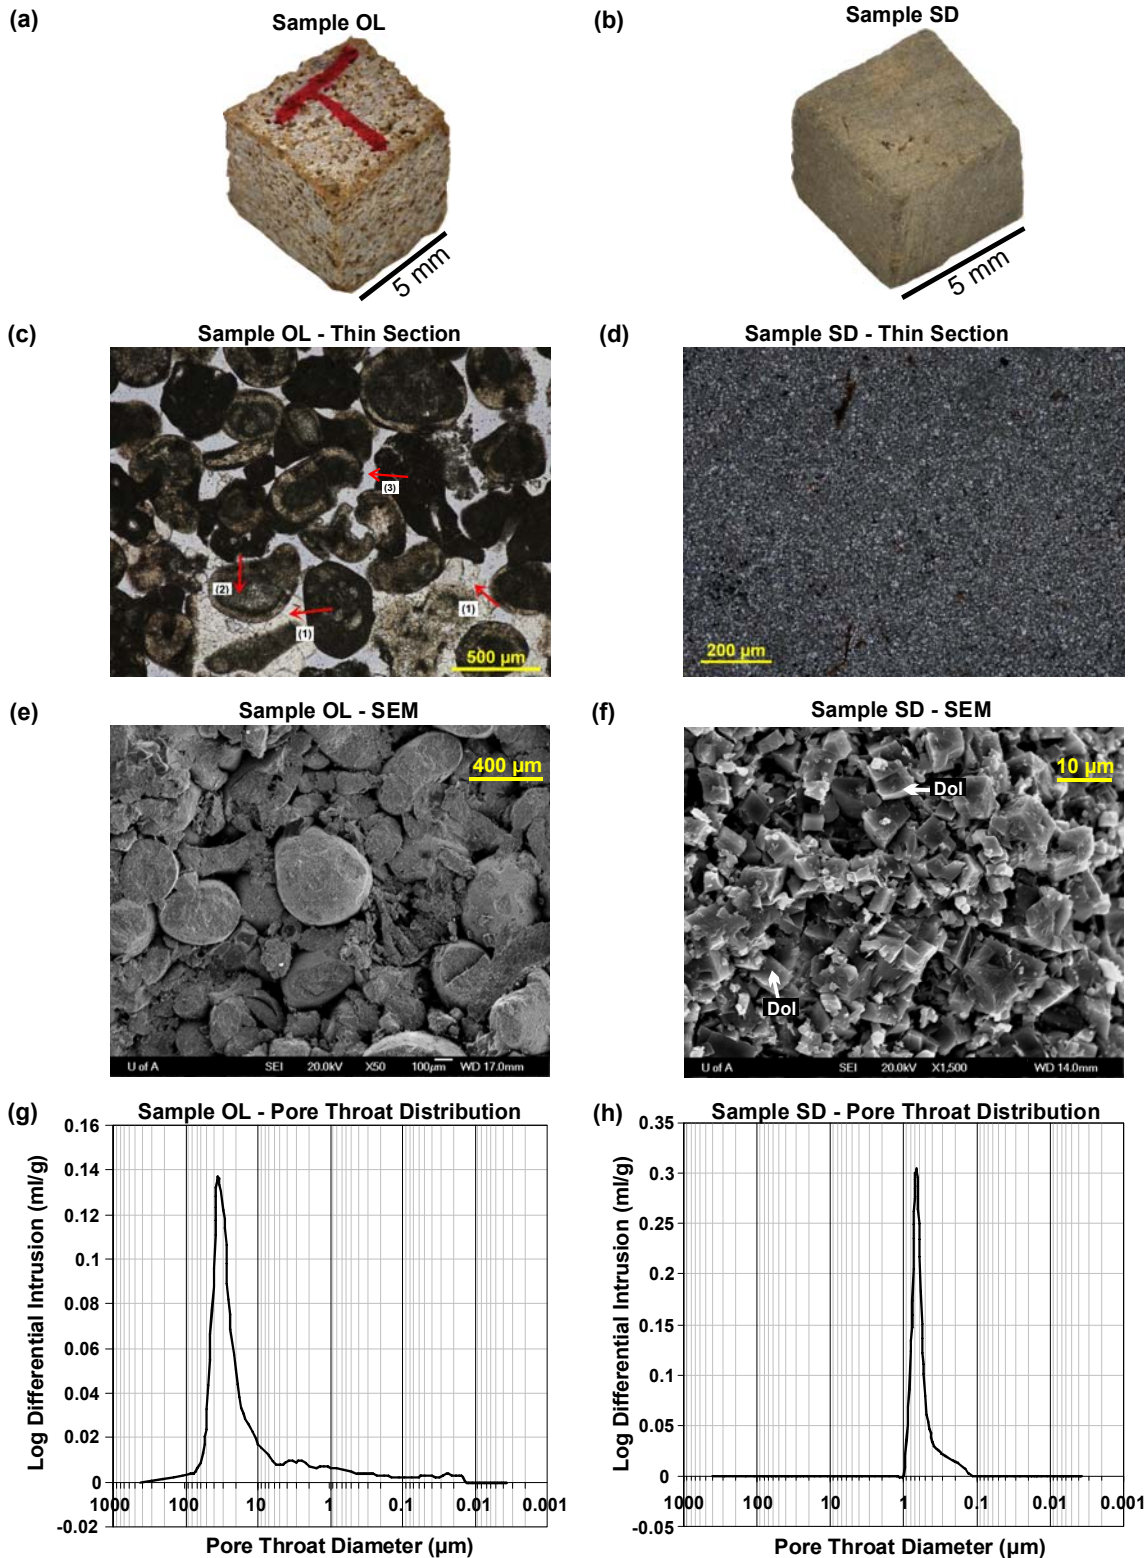 (a)
Sample OL
5 mm
(b)
Sample SD
5 mm
(c)
Sample OL - Thin Section
(3)
(2)
(1)
(1)
500 µm
(d)
Sample SD - Thin Section
200 µm
(e)
Sample OL - SEM
400 µm
U of A SEI 20.0kV X50 100µm WD 17.0mm
(f)
Sample SD - SEM
10 µm
Dol
Dol
U of A SEI 20.0kV X1,500 WD 14.0mm
(g)
Sample OL - Pore Throat Distribution
Log Differential Intrusion (ml/g)
0.16
0.14
0.12
0.1
0.08
0.06
0.04
0.02
0
-0.02
1000 100 10 1 0.1 0.01 0.001
Pore Throat Diameter (µm)
(h)
Sample SD - Pore Throat Distribution
Log Differential Intrusion (ml/g)
0.35
0.3
0.25
0.2
0.15
0.1
0.05
0
-0.05
1000 100 10 1 0.1 0.01 0.001
Pore Throat Diameter (µm)